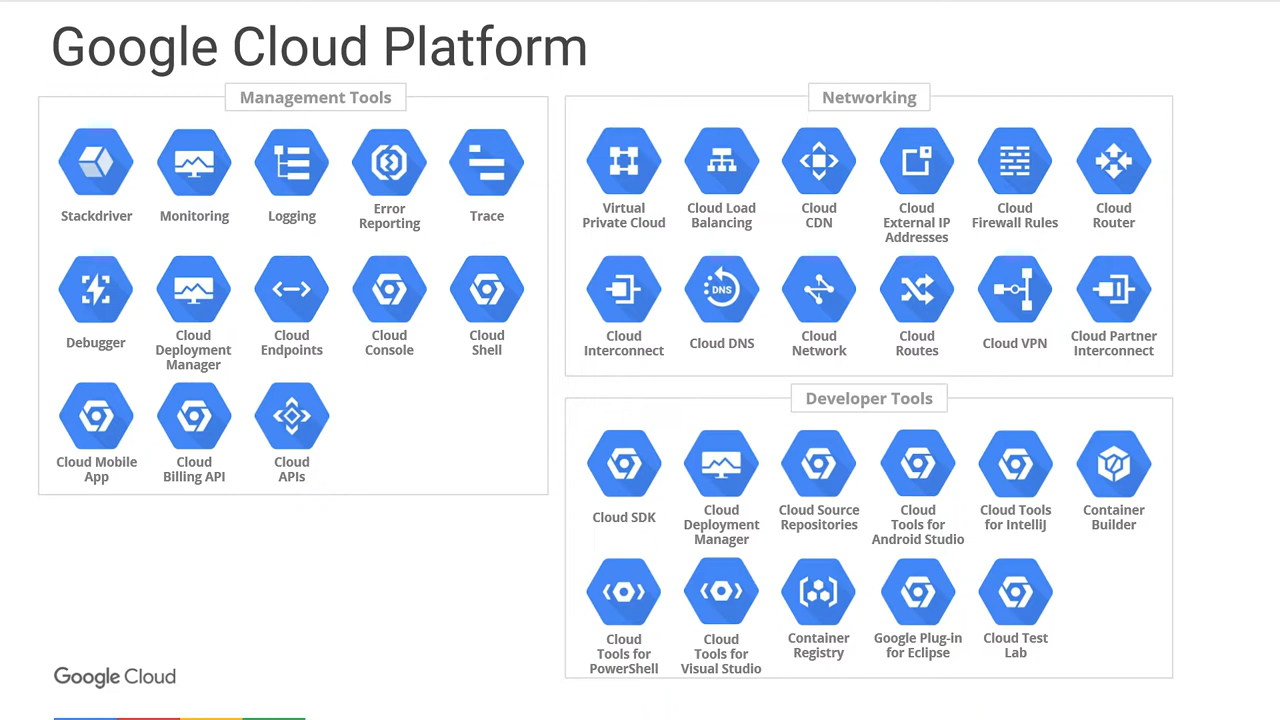 Google Cloud Platform
Management Tools
Stackdriver
Monitoring
Logging
Error
Reporting
Trace
Debugger
Cloud
Deployment
Manager
Cloud
Endpoints
Cloud
Console
Cloud
Shell
Cloud Mobile
App
Cloud
Billing API
Cloud
APIs
Networking
Virtual
Private Cloud
Cloud Load
Balancing
Cloud
CDN
Cloud
External IP
Addresses
Cloud
Firewall Rules
Cloud
Router
Cloud
Interconnect
DNS
Cloud DNS
Cloud
Network
Cloud
Routes
Cloud VPN
Cloud Partner
Interconnect
Developer Tools
Cloud SDK
Cloud
Deployment
Manager
Cloud Source
Repositories
Cloud
Tools for
Android Studio
Cloud Tools
for IntelliJ
Container
Builder
Cloud
Tools for
PowerShell
Cloud
Tools for
Visual Studio
Container
Registry
Google Plug-in
for Eclipse
Cloud Test
Lab
Google Cloud